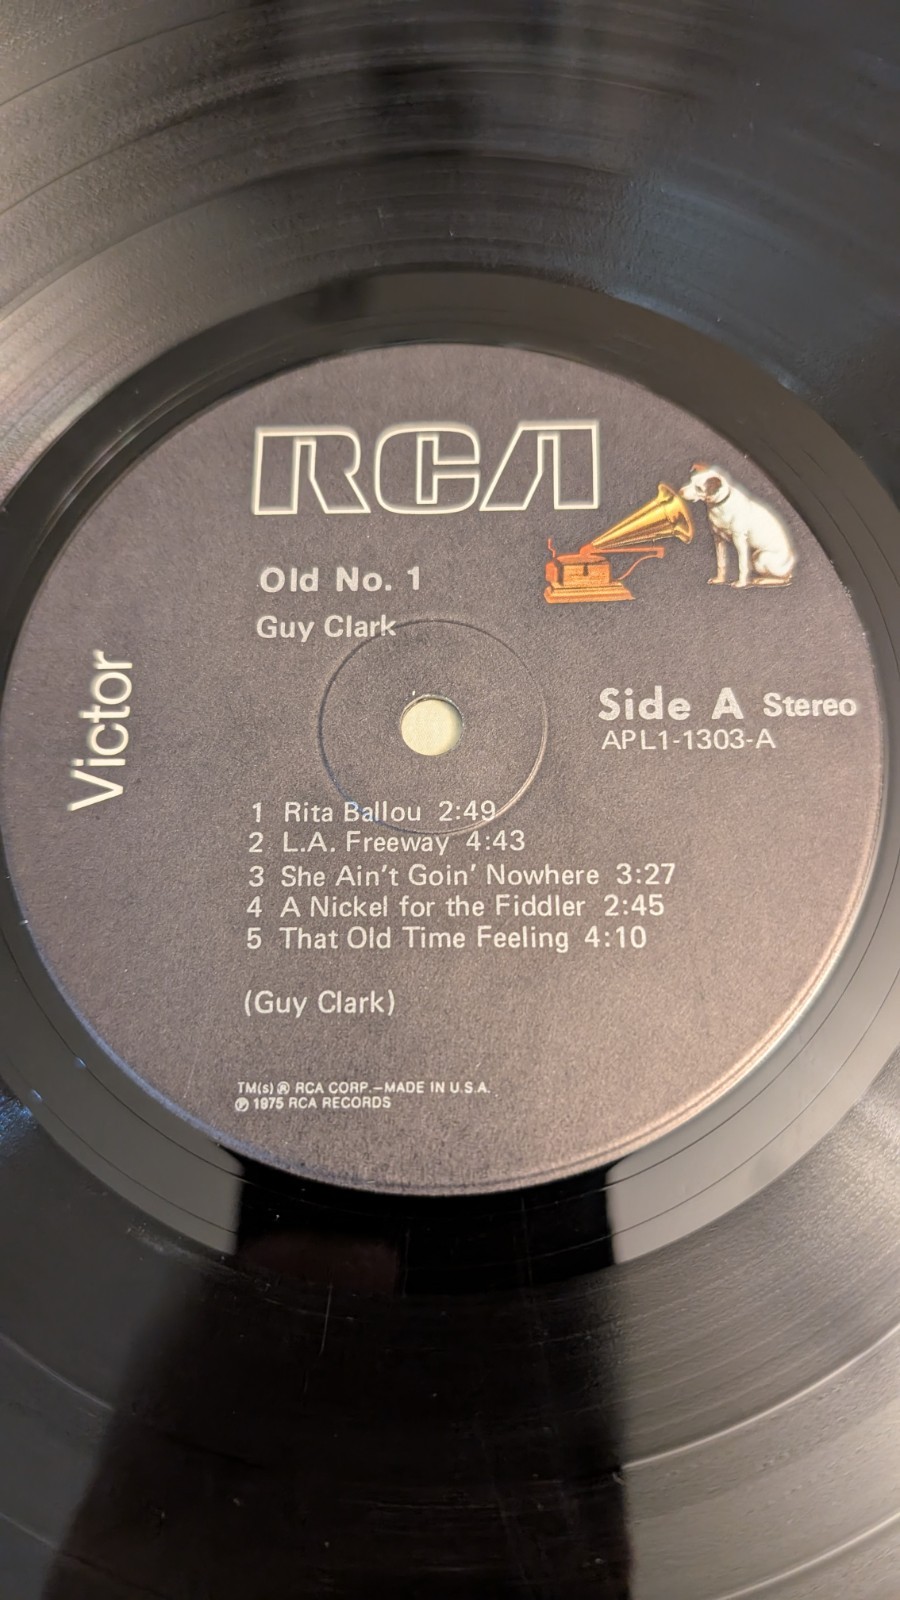 RCA
Old No. 1
Guy Clark
Victor
Side A Stereo
APL1-1303-A
1 Rita Ballou 2:49
2 L.A. Freeway 4:43
3 She Ain't Goin' Nowhere 3:27
4 A Nickel for the Fiddler 2:45
5 That Old Time Feeling 4:10
(Guy Clark)
TM(s) ® RCA CORP.—MADE IN U.S.A.
℗ 1975 RCA RECORDS